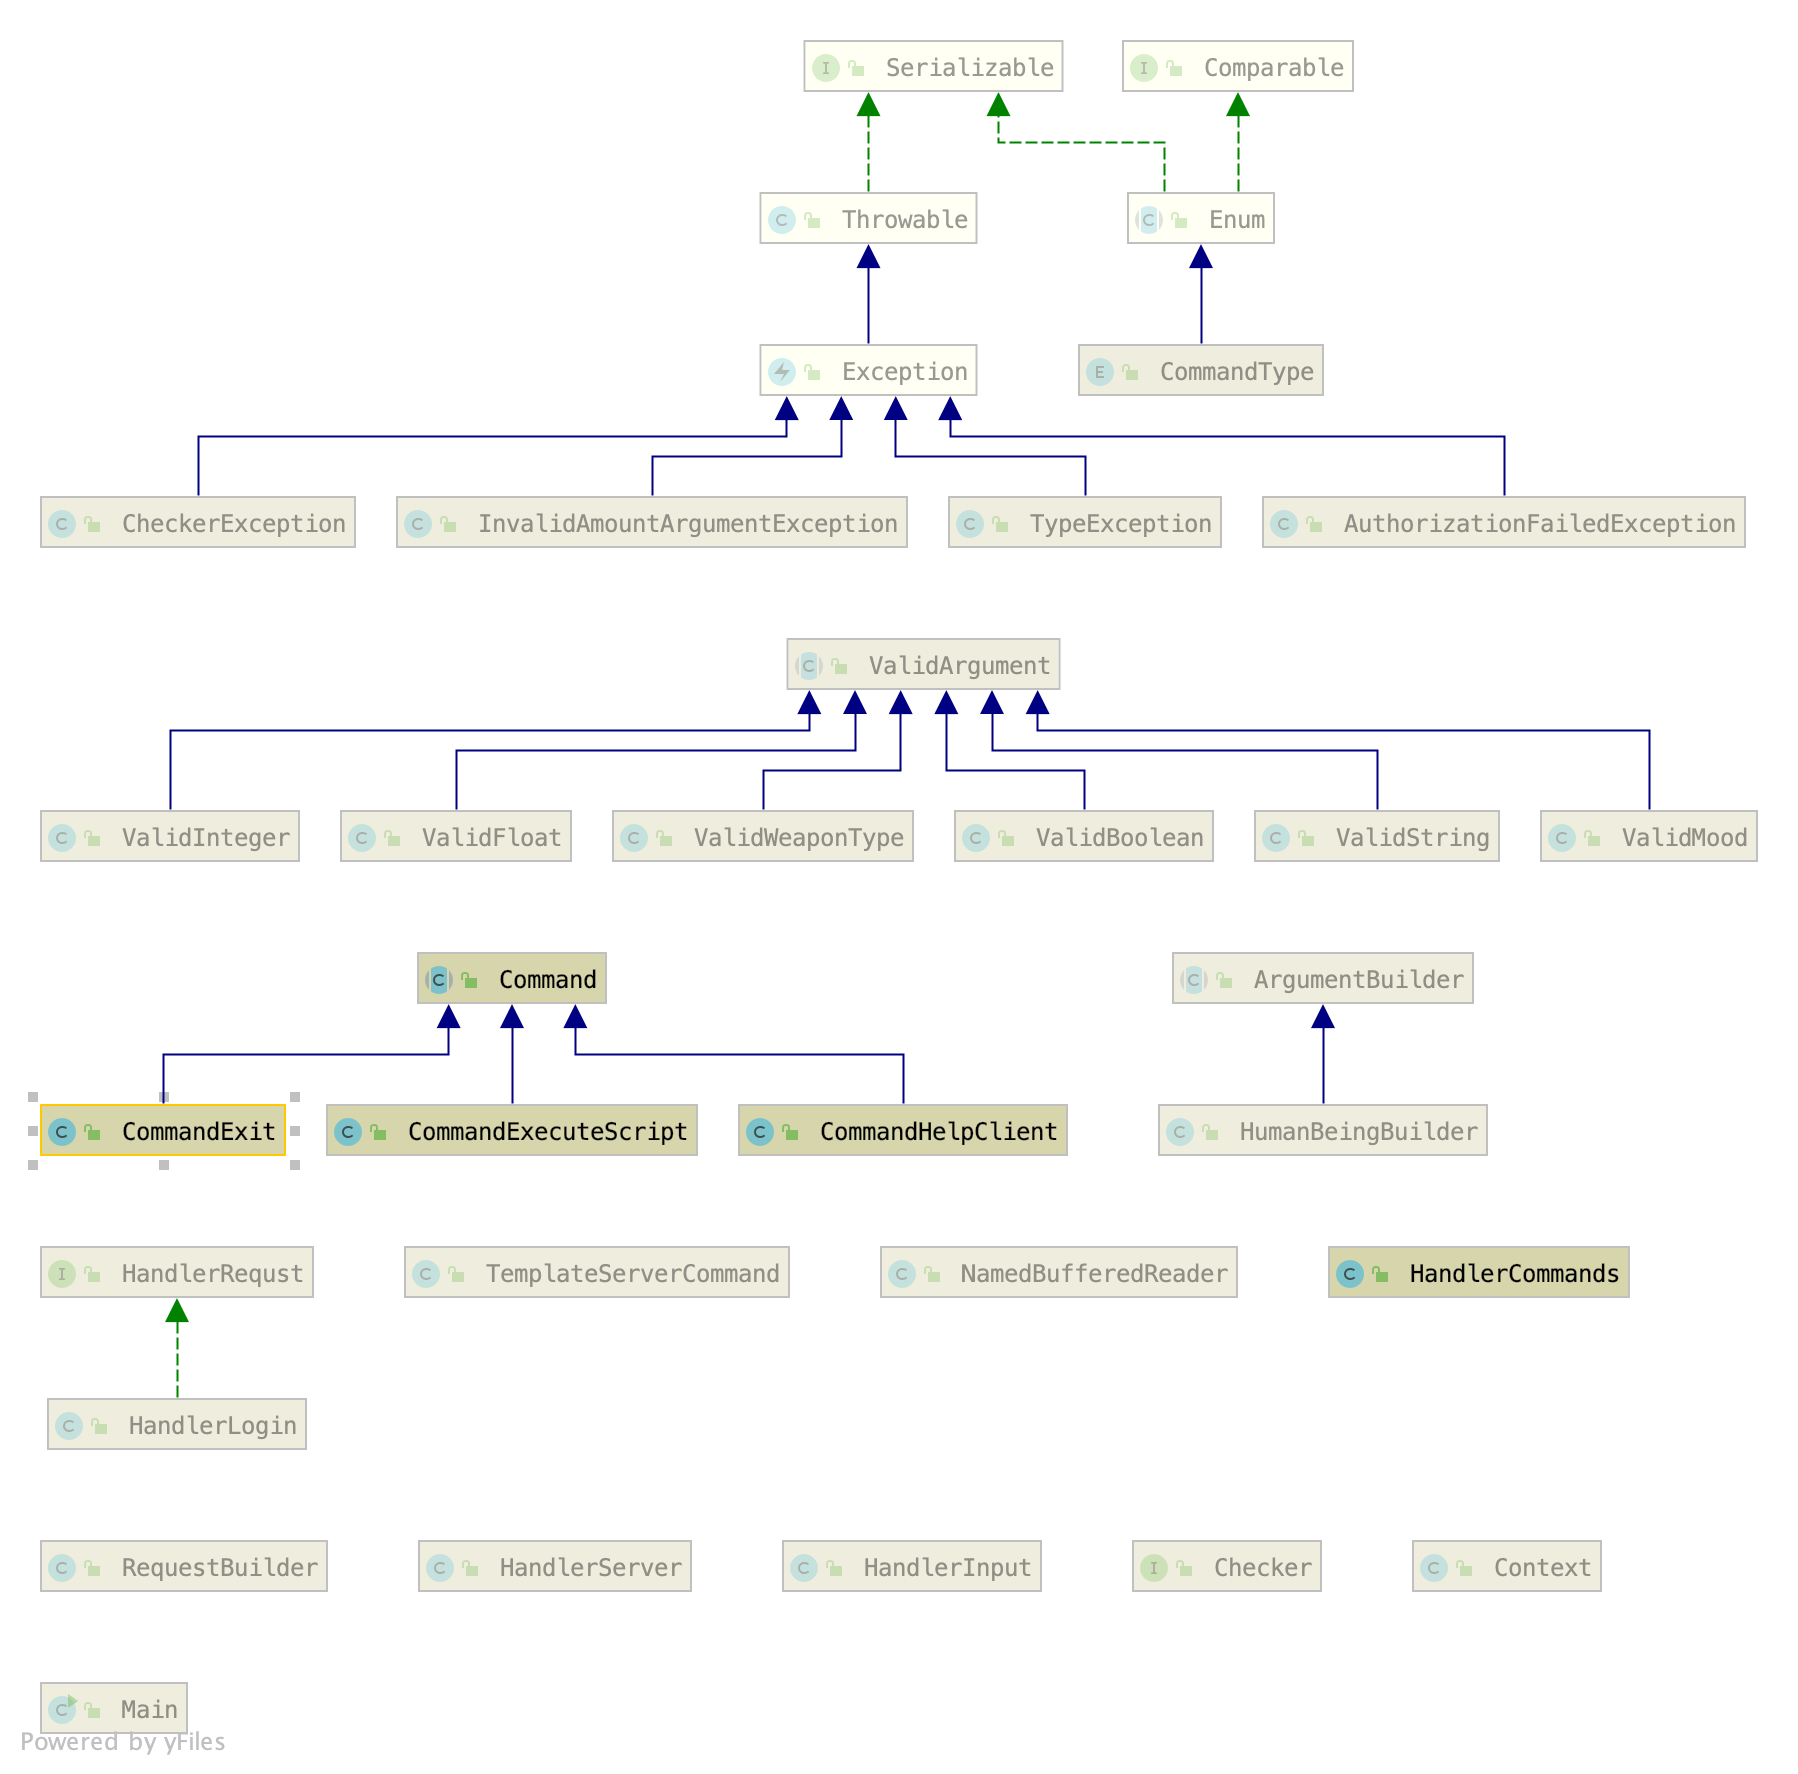 Serializable
Comparable
Throwable
Enum
Exception
CommandType
CheckerException
InvalidAmountArgumentException
TypeException
AuthorizationFailedException
ValidArgument
ValidInteger
ValidFloat
ValidWeaponType
ValidBoolean
ValidString
ValidMood
Command
ArgumentBuilder
CommandExit
CommandExecuteScript
CommandHelpClient
HumanBeingBuilder
HandlerRequst
TemplateServerCommand
NamedBufferedReader
HandlerCommands
HandlerLogin
RequestBuilder
HandlerServer
HandlerInput
Checker
Context
Main
Powered by yFiles